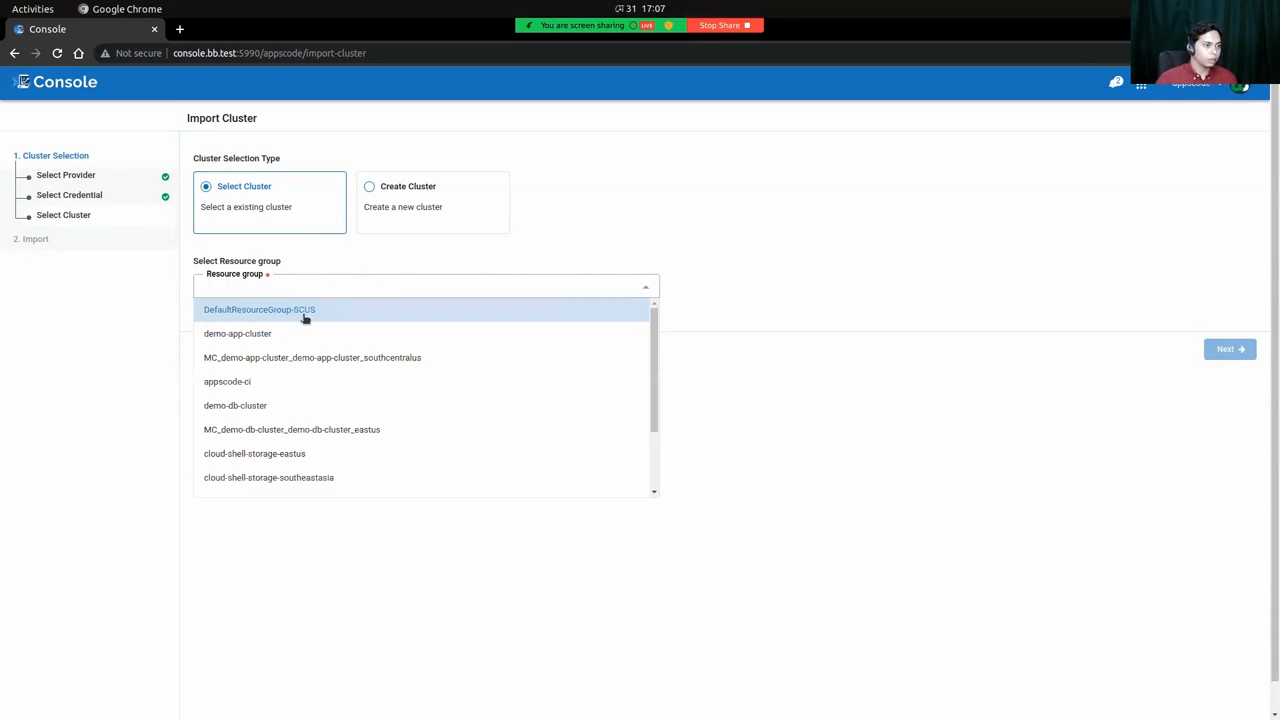 Activities
Google Chrome
31 17:07
You are screen sharing
LIVE
Stop Share
Console
Not secure
console.bb.test:5990/appscode/import-cluster
Console
2
appscode
Import Cluster
1. Cluster Selection
Select Provider
Select Credential
Select Cluster
2. Import
Cluster Selection Type
Select Cluster
Select a existing cluster
Create Cluster
Create a new cluster
Select Resource group
Resource group *
DefaultResourceGroup-SCUS
demo-app-cluster
MC_demo-app-cluster_demo-app-cluster_southcentralus
appscode-ci
demo-db-cluster
MC_demo-db-cluster_demo-db-cluster_eastus
cloud-shell-storage-eastus
cloud-shell-storage-southeastasia
Next